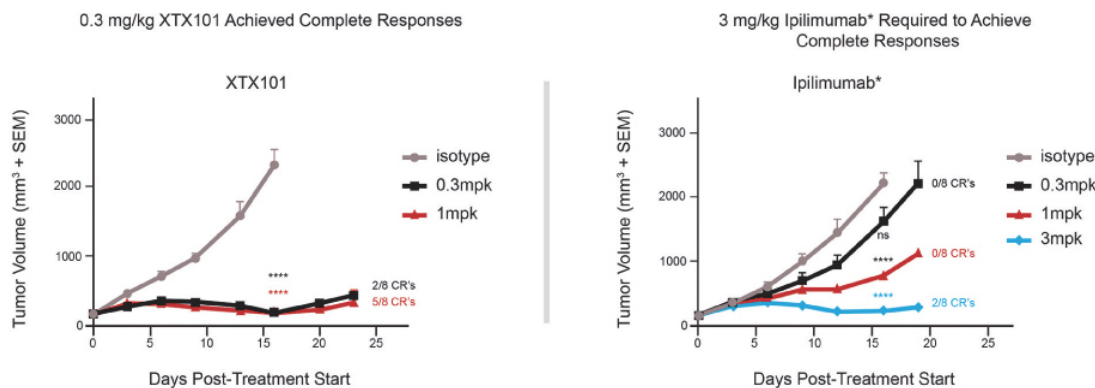 0.3 mg/kg XTX101 Achieved Complete Responses
XTX101
Tumor Volume (mm³ + SEM)
3000
2000
1000
0
0
5
10
15
20
25
Days Post-Treatment Start
****
****
2/8 CR's
5/8 CR's
isotype
0.3mpk
1mpk
3 mg/kg Ipilimumab* Required to Achieve
Complete Responses
Ipilimumab*
Tumor Volume (mm³ + SEM)
3000
2000
1000
0
0
5
10
15
20
25
Days Post-Treatment Start
ns
****
****
0/8 CR's
0/8 CR's
2/8 CR's
isotype
0.3mpk
1mpk
3mpk